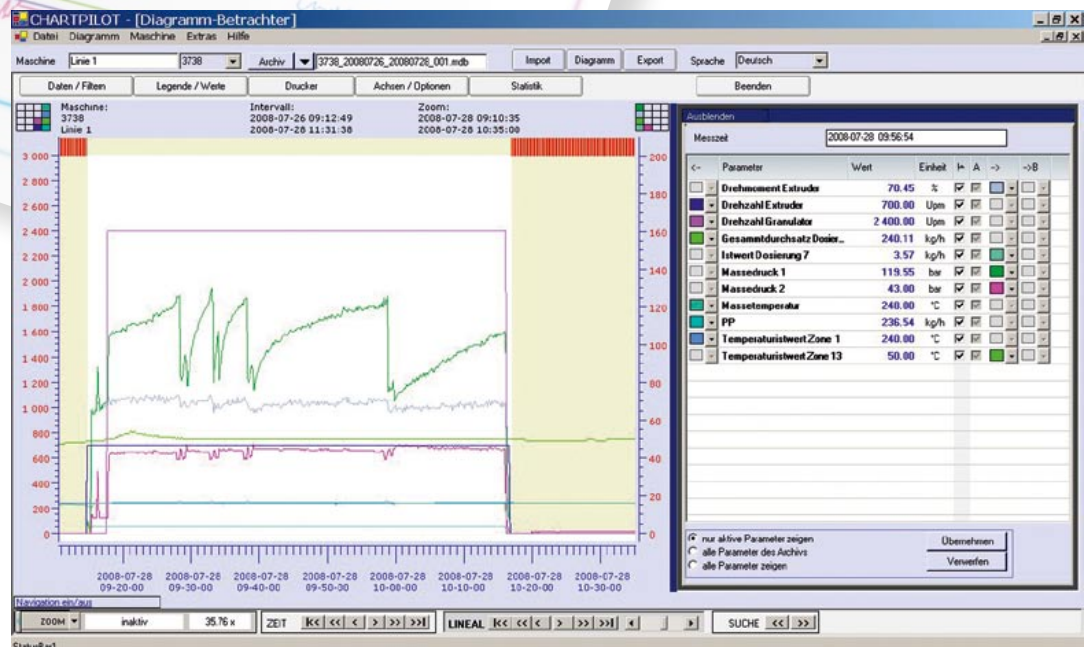 CHARTPILOT - [Diagramm-Betrachter]
Datei Diagramm Maschine Extras Hilfe
Maschine Linie 1 3738 Archiv 3738_20080726_20080728_001.mdb Import Diagramm Export Sprache Deutsch
Daten / Filtern Legende / Werte Drucker Achsen / Optionen Statistik Beenden
Maschine: Intervall: Zoom:
3738 2008-07-26 09:12:49 2008-07-28 09:10:35
Linie 1 2008-07-28 11:31:38 2008-07-28 10:35:00
3 000
2 800
2 600
2 400
2 200
2 000
1 800
1 600
1 400
1 200
1 000
800
600
400
200
0
200
180
160
140
120
100
80
60
40
20
0
2008-07-28 2008-07-28 2008-07-28 2008-07-28 2008-07-28 2008-07-28 2008-07-28 2008-07-28
09-20-00 09-30-00 09-40-00 09-50-00 10-00-00 10-10-00 10-20-00 10-30-00
Ausblenden
Messzeit 2008-07-28 09:56:54
<- Parameter Wert Einheit A -> ->B
Drehmoment Extruder 70.45 %
Drehzahl Extruder 700.00 Upm
Drehzahl Granulator 2 400.00 Upm
Gesammtdurchsatz Dosier... 240.11 kg/h
Istwert Dosierung 7 3.57 kg/h
Massedruck 1 119.55 bar
Massedruck 2 43.00 bar
Massetemperatur 240.00 °C
PP 236.54 kg/h
Temperaturistwert Zone 1 240.00 °C
Temperaturistwert Zone 13 50.00 °C
nur aktive Parameter zeigen
alle Parameter des Archivs
alle Parameter zeigen
Übernehmen
Verwerfen
Navigation ein/aus
ZOOM inaktiv 35.76 x ZEIT |<< << < > >> >>| LINEAL |<< << < > >> >>| SUCHE << >>
StatusBar1